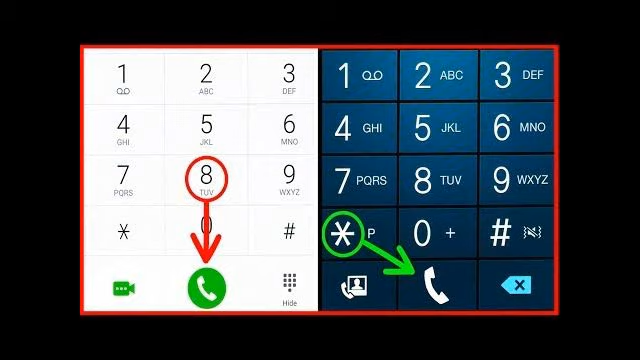 1 2 3
ABC DEF
4 5 6
GHI JKL MNO
7 8 9
PQRS TUV WXYZ
* 0 #
Hide
1 2 ABC 3 DEF
4 GHI 5 JKL 6 MNO
7 PQRS 8 TUV 9 WXYZ
* P 0 + #